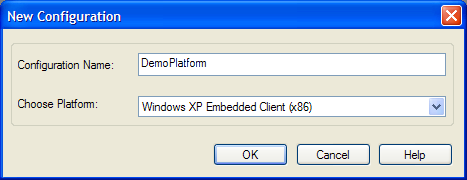 New Configuration
Configuration Name: DemoPlatform
Choose Platform: Windows XP Embedded Client (x86)
OK Cancel Help